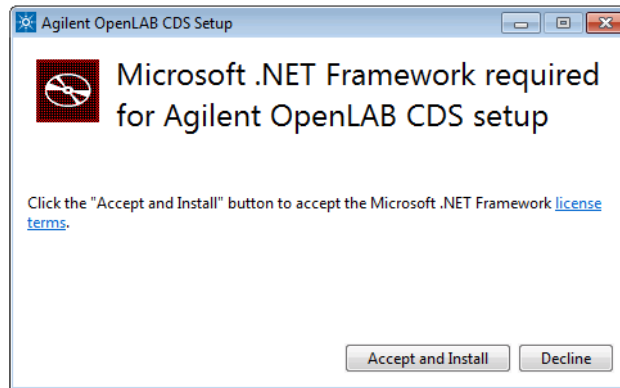 Agilent OpenLAB CDS Setup
Microsoft .NET Framework required
for Agilent OpenLAB CDS setup
Click the "Accept and Install" button to accept the Microsoft .NET Framework license
terms.
Accept and Install
Decline